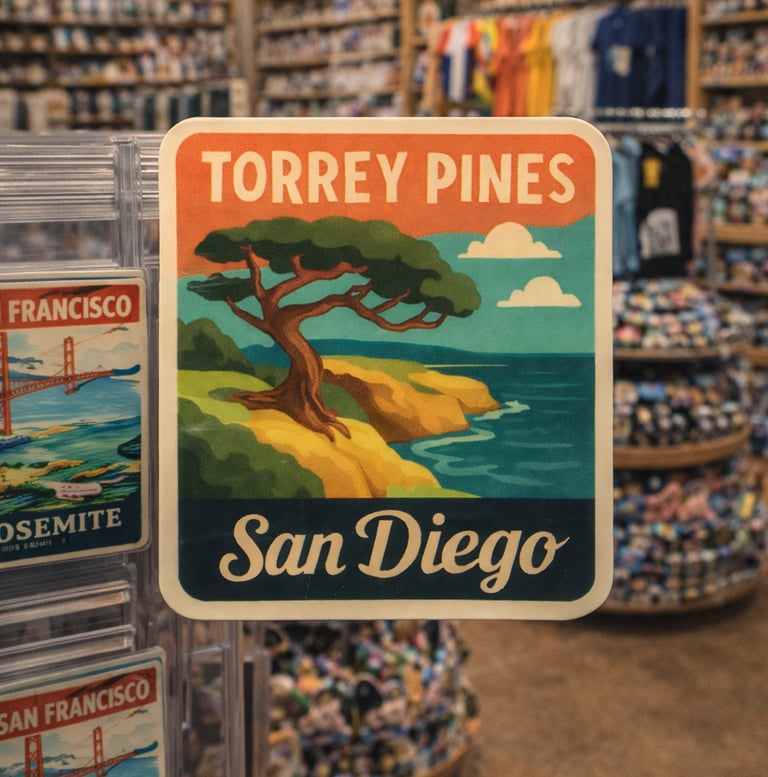 TORREY PINES
San Diego
FRANCISCO
OSEMITE
SAN FRANCISCO